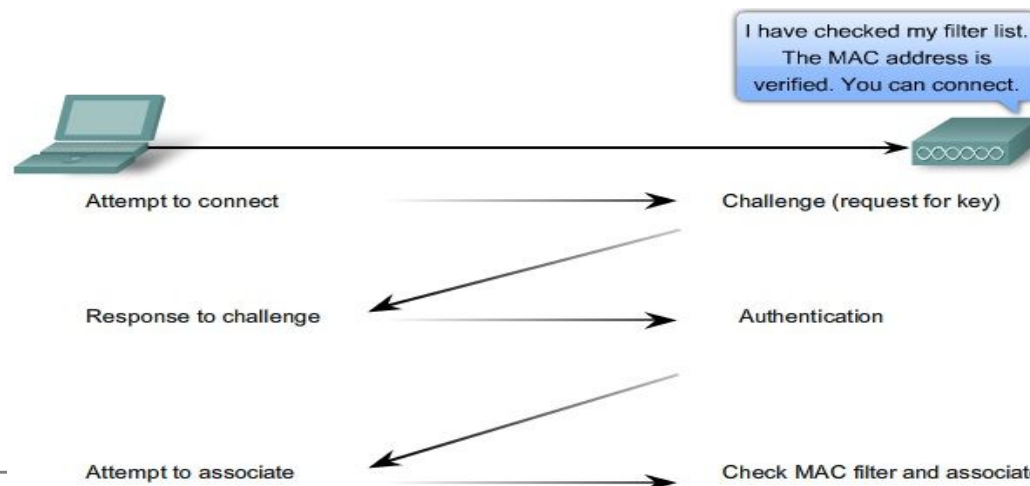 I have checked my filter list.
The MAC address is
verified. You can connect.
Attempt to connect
Challenge (request for key)
Response to challenge
Authentication
Attempt to associate
Check MAC filter and associat